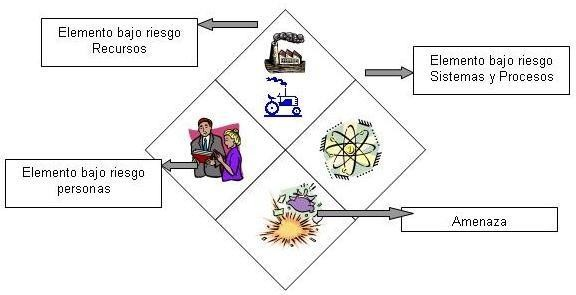 Elemento bajo riesgo
Recursos
Elemento bajo riesgo
Sistemas y Procesos
Elemento bajo riesgo
personas
Amenaza